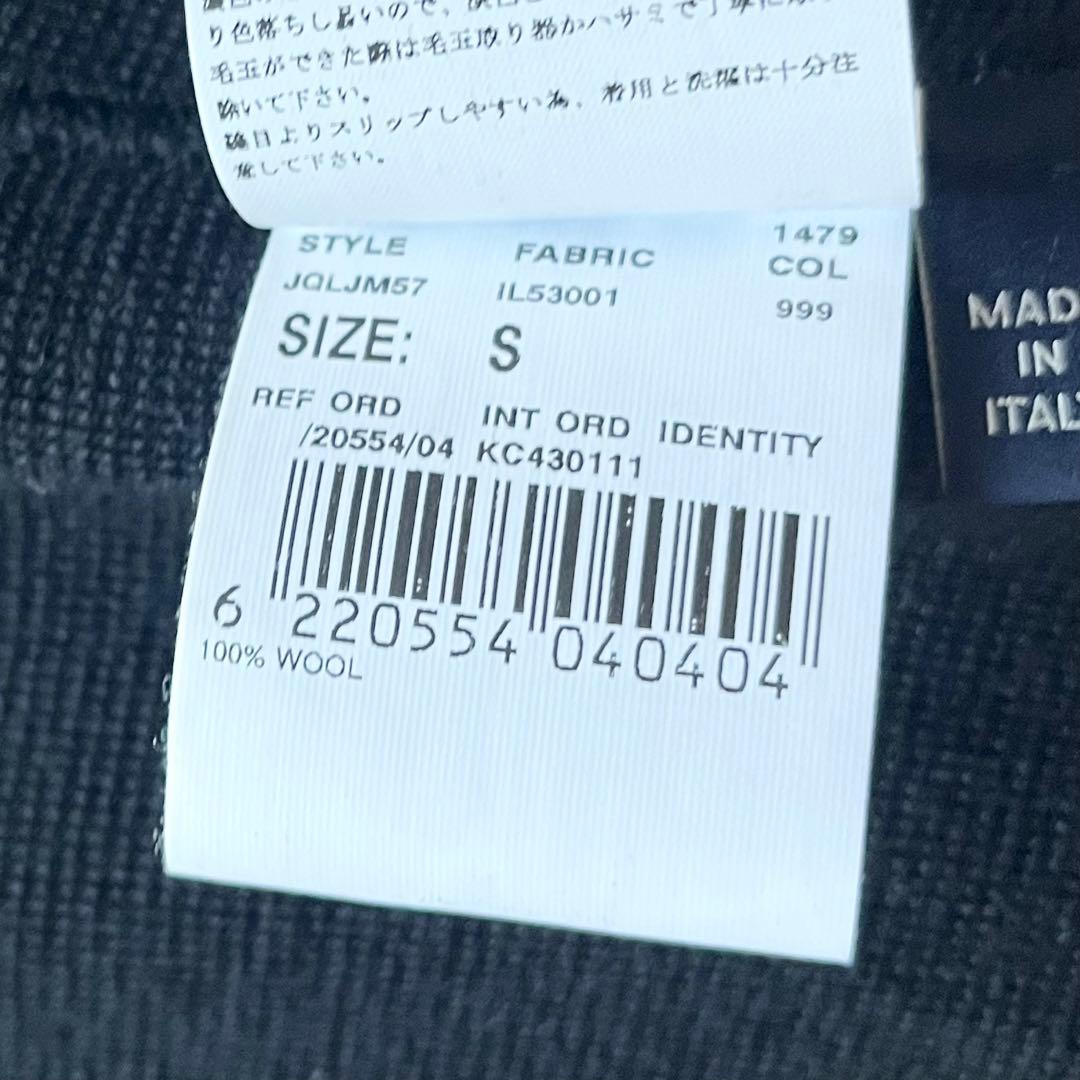 り色落ちし易いので、
毛玉ができた際は毛玉取り器かハサミで丁寧に
除いて下さい。
縫目よりスリップしやすい為、着用と洗濯は十分注
意して下さい。
1479
STYLE FABRIC COL
JQLJM57 IL53001 999
SIZE: S
REF ORD INT ORD IDENTITY
/20554/04 KC430111
6 220554 040404
100% WOOL
MAD
IN
ITAL